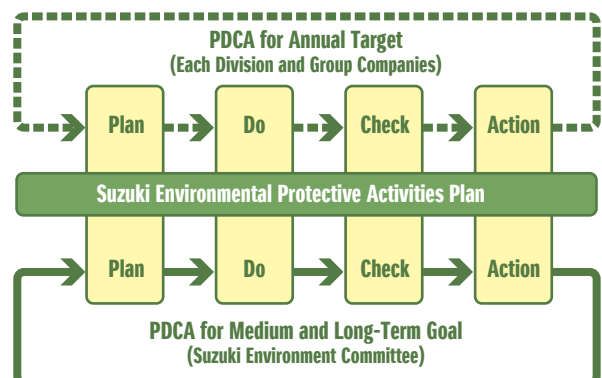 PDCA for Annual Target
(Each Division and Group Companies)
Plan Do Check Action
Suzuki Environmental Protective Activities Plan
Plan Do Check Action
PDCA for Medium and Long-Term Goal
(Suzuki Environment Committee)